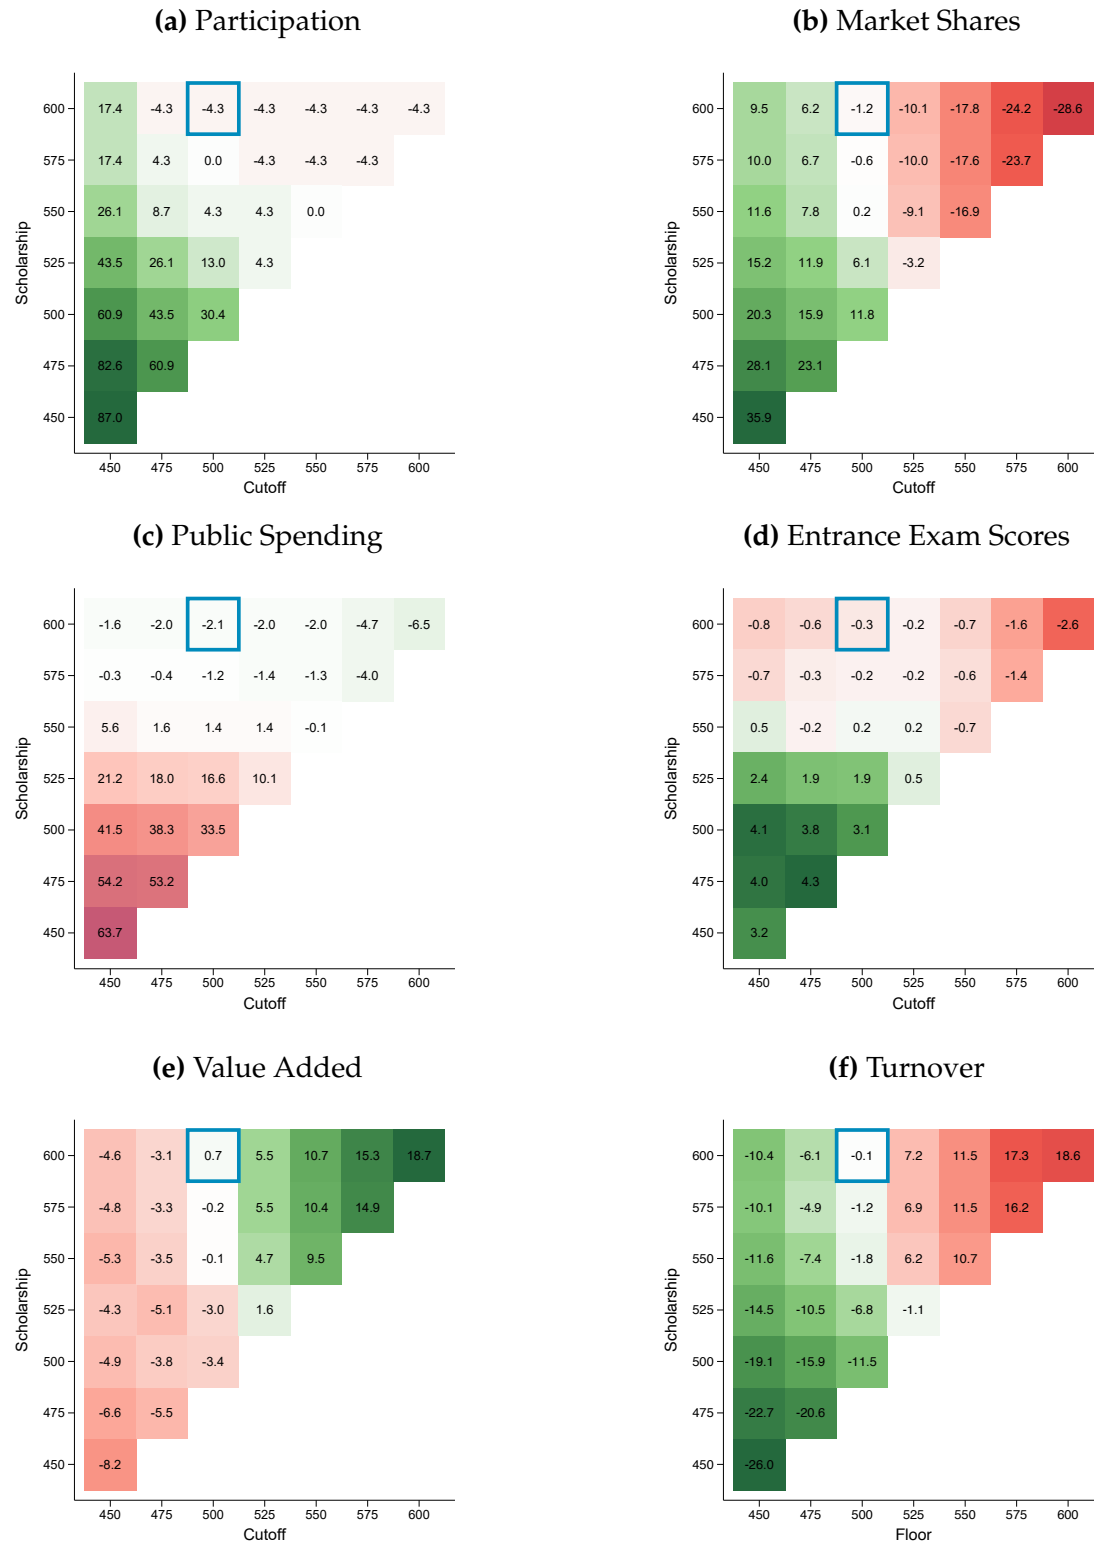 (a) Participation
600 17.4 -4.3 -4.3 -4.3 -4.3 -4.3 -4.3
575 17.4 4.3 0.0 -4.3 -4.3 -4.3
550 26.1 8.7 4.3 4.3 0.0
525 43.5 26.1 13.0 4.3
500 60.9 43.5 30.4
475 82.6 60.9
450 87.0
Scholarship
450 475 500 525 550 575 600
Cutoff
(b) Market Shares
600 9.5 6.2 -1.2 -10.1 -17.8 -24.2 -28.6
575 10.0 6.7 -0.6 -10.0 -17.6 -23.7
550 11.6 7.8 0.2 -9.1 -16.9
525 15.2 11.9 6.1 -3.2
500 20.3 15.9 11.8
475 28.1 23.1
450 35.9
Scholarship
450 475 500 525 550 575 600
Cutoff
(c) Public Spending
600 -1.6 -2.0 -2.1 -2.0 -2.0 -4.7 -6.5
575 -0.3 -0.4 -1.2 -1.4 -1.3 -4.0
550 5.6 1.6 1.4 1.4 -0.1
525 21.2 18.0 16.6 10.1
500 41.5 38.3 33.5
475 54.2 53.2
450 63.7
Scholarship
450 475 500 525 550 575 600
Cutoff
(d) Entrance Exam Scores
600 -0.8 -0.6 -0.3 -0.2 -0.7 -1.6 -2.6
575 -0.7 -0.3 -0.2 -0.2 -0.6 -1.4
550 0.5 -0.2 0.2 0.2 -0.7
525 2.4 1.9 1.9 0.5
500 4.1 3.8 3.1
475 4.0 4.3
450 3.2
Scholarship
450 475 500 525 550 575 600
Cutoff
(e) Value Added
600 -4.6 -3.1 0.7 5.5 10.7 15.3 18.7
575 -4.8 -3.3 -0.2 5.5 10.4 14.9
550 -5.3 -3.5 -0.1 4.7 9.5
525 -4.3 -5.1 -3.0 1.6
500 -4.9 -3.8 -3.4
475 -6.6 -5.5
450 -8.2
Scholarship
450 475 500 525 550 575 600
Cutoff
(f) Turnover
600 -10.4 -6.1 -0.1 7.2 11.5 17.3 18.6
575 -10.1 -4.9 -1.2 6.9 11.5 16.2
550 -11.6 -7.4 -1.8 6.2 10.7
525 -14.5 -10.5 -6.8 -1.1
500 -19.1 -15.9 -11.5
475 -22.7 -20.6
450 -26.0
Scholarship
450 475 500 525 550 575 600
Floor